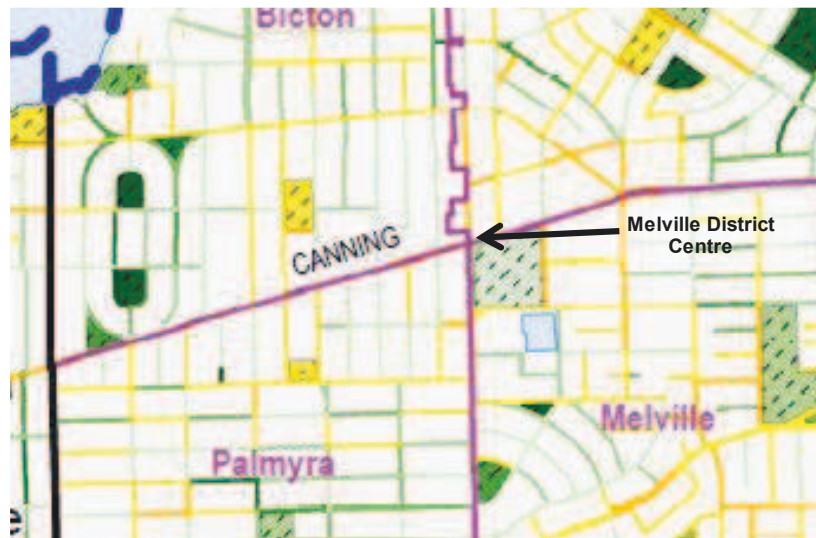 Bicton
CANNING
Melville District
Centre
Melville
Palmyra